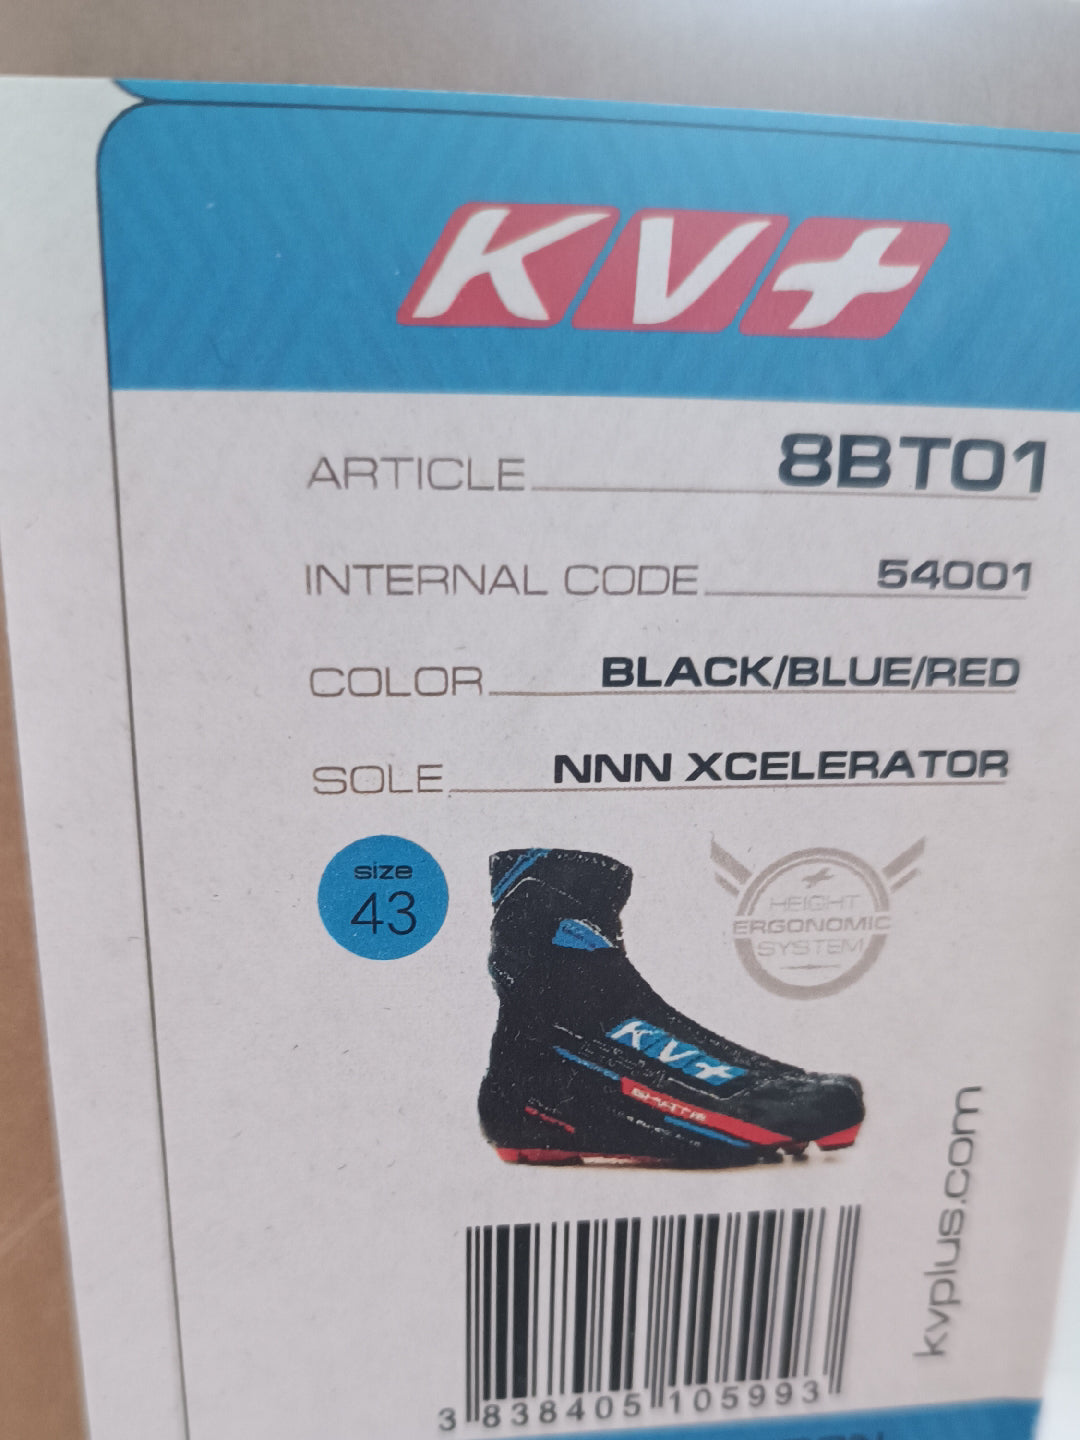 KV+
ARTICLE 8BT01
INTERNAL CODE 54001
COLOR BLACK/BLUE/RED
SOLE NNN XCELERATOR
size
43
HEIGHT
ERGONOMIC
SYSTEM
KV+
kvplus.com
3 838405 105993